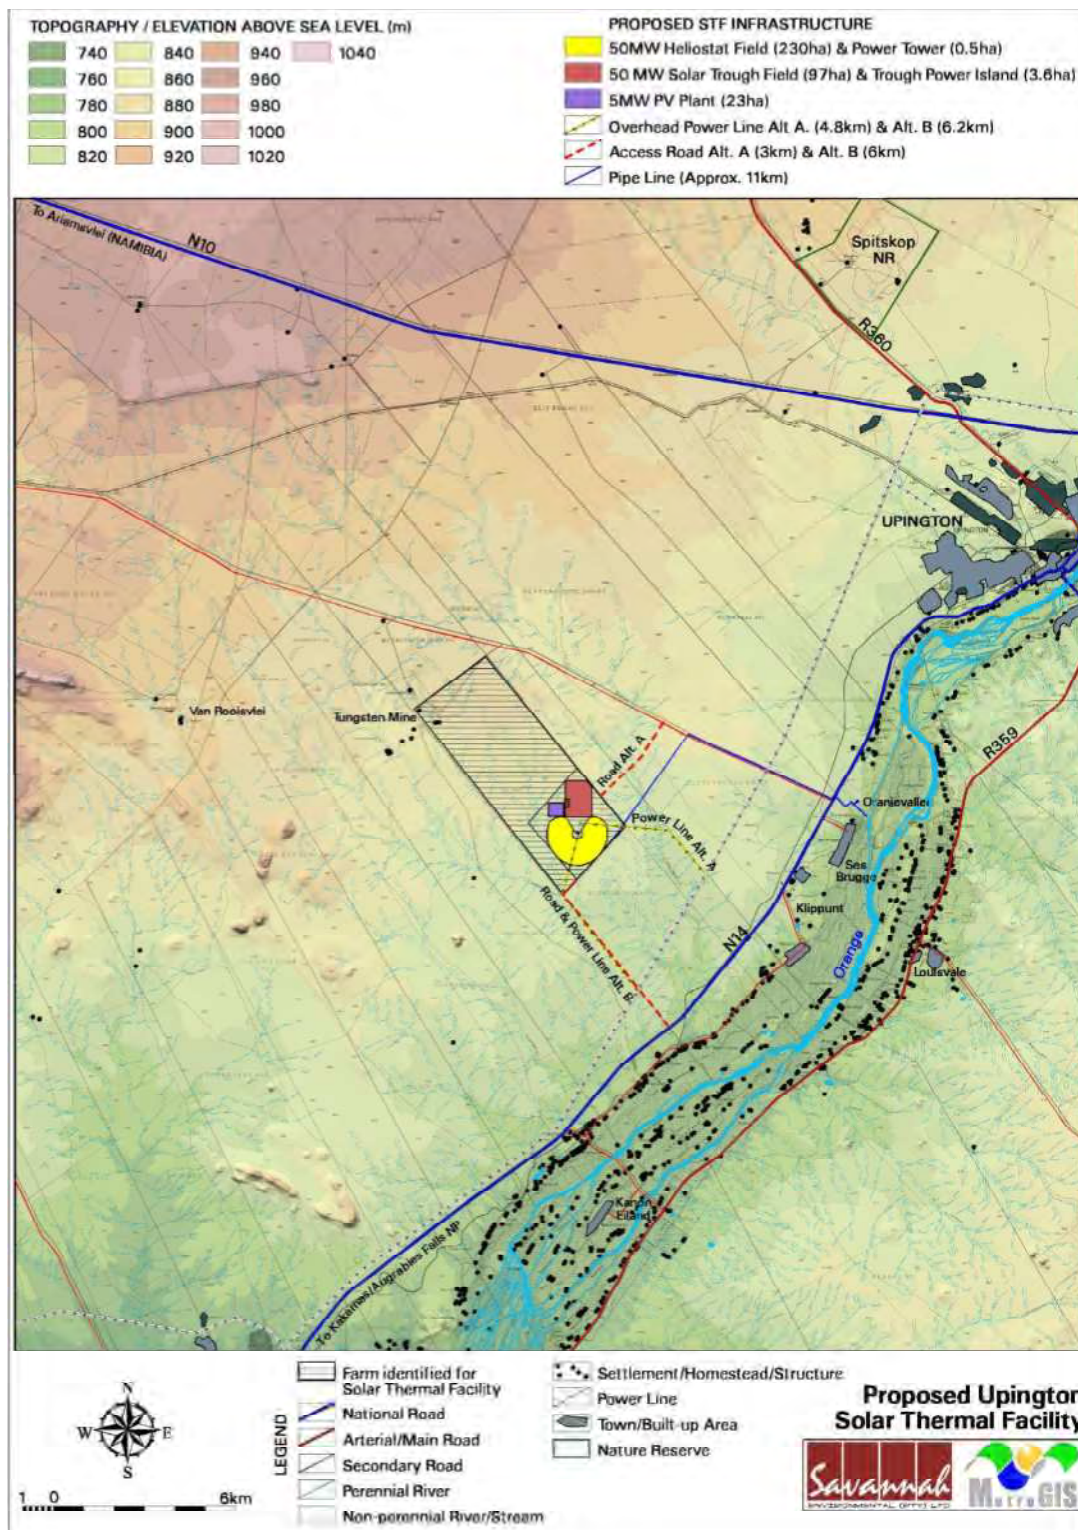 TOPOGRAPHY / ELEVATION ABOVE SEA LEVEL (m)
740 840 940 1040
760 860 960
780 880 980
800 900 1000
820 920 1020
PROPOSED STF INFRASTRUCTURE
50MW Heliostat Field (230ha) & Power Tower (0.5ha)
50 MW Solar Trough Field (97ha) & Trough Power Island (3.6ha)
5MW PV Plant (23ha)
Overhead Power Line Alt A. (4.8km) & Alt. B (6.2km)
Access Road Alt. A (3km) & Alt. B (6km)
Pipe Line (Approx. 11km)
To Ariamsvlei (NAMIBIA)
N10
Spitskop
NR
R360
UPINGTON
UPINGTON
Van Rooisvlei
Tungsten Mine
Road Alt. A
R359
Oranjevallei
Power Line Alt. A
Ses
Brugge
Road & Power Line Alt. B
Klippunt
N14
Orange
Louisvale
Kanon
Eiland
To Kakamas/Augrabies Falls NP
N
W E
S
1 0 6km
LEGEND
Farm identified for
Solar Thermal Facility
National Road
Arterial/Main Road
Secondary Road
Perennial River
Non-perennial River/Stream
Settlement/Homestead/Structure
Power Line
Town/Built-up Area
Nature Reserve
Proposed Upington
Solar Thermal Facility
Savannah
ENVIRONMENTAL (PTY) LTD
MetroGIS